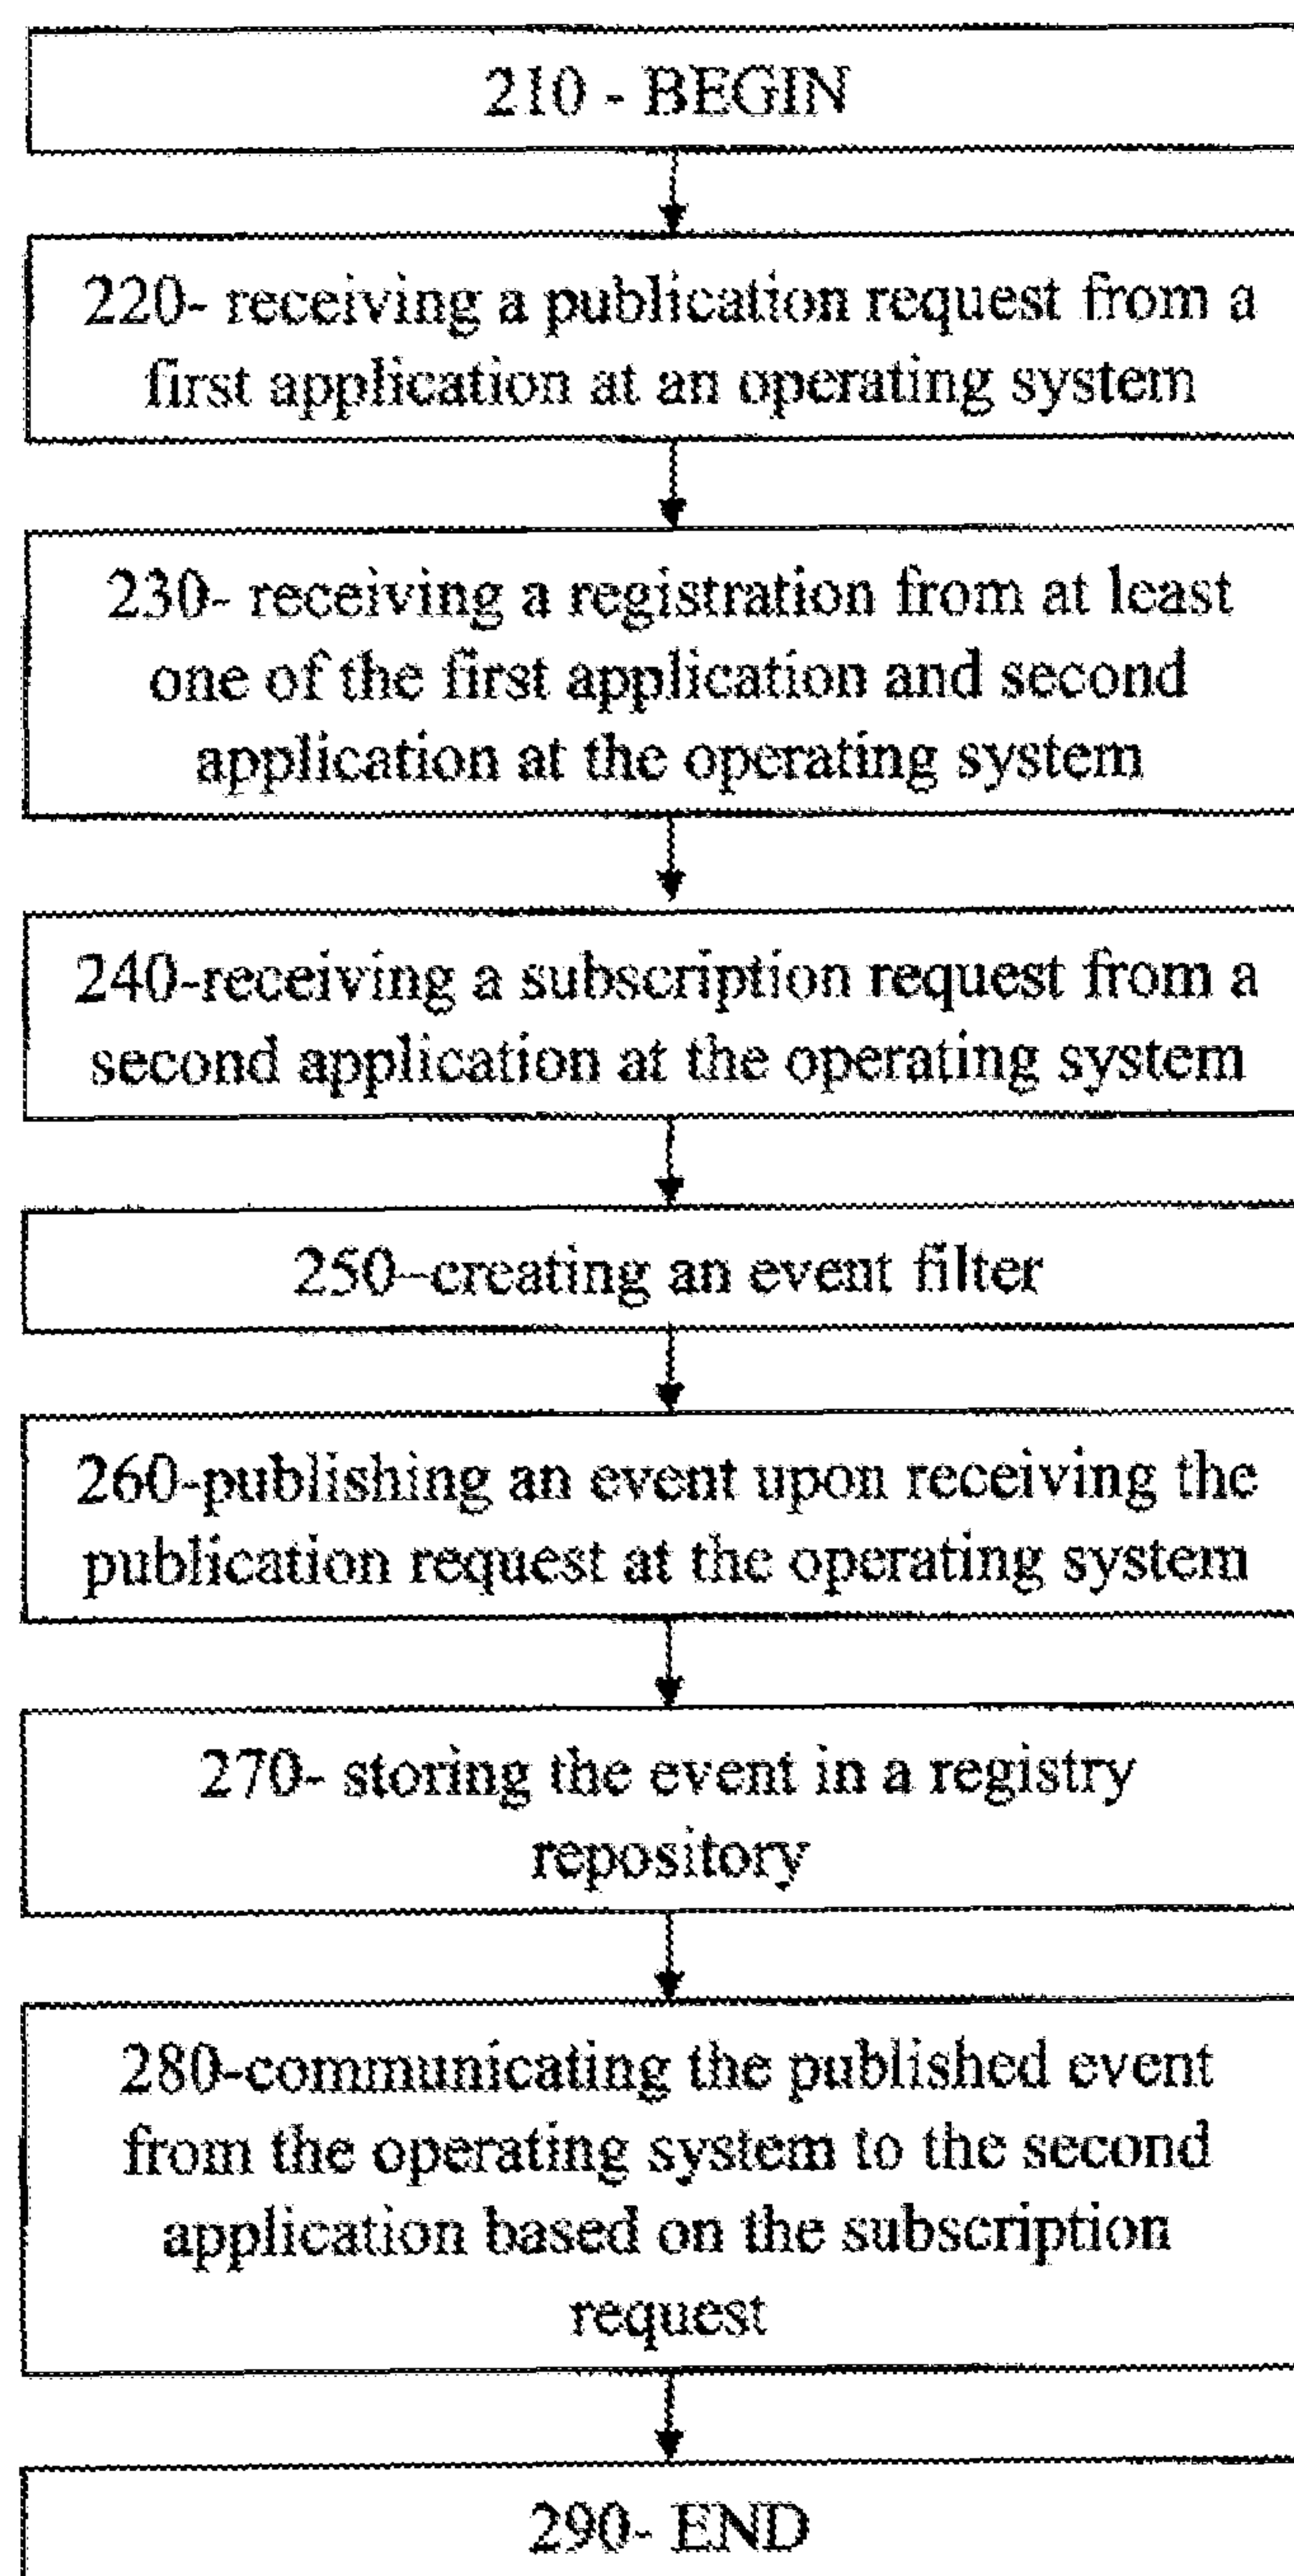 210 - BEGIN
220- receiving a publication request from a
first application at an operating system
230- receiving a registration from at least
one of the first application and second
application at the operating system
240-receiving a subscription request from a
second application at the operating system
250–creating an event filter
260-publishing an event upon receiving the
publication request at the operating system
270- storing the event in a registry
repository
280-communicating the published event
from the operating system to the second
application based on the subscription
request
290- END